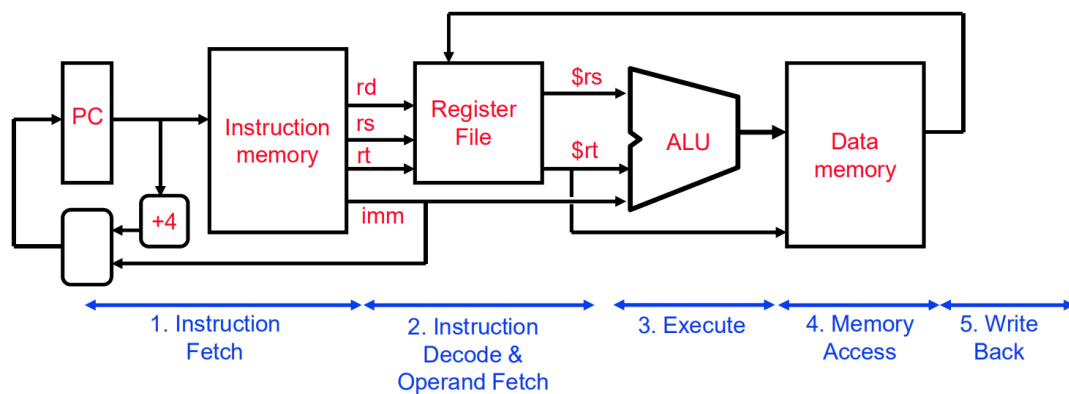 PC
+4
Instruction
memory
rd
rs
rt
imm
Register
File
$rs
$rt
ALU
Data
memory
1. Instruction
Fetch
2. Instruction
Decode &
Operand Fetch
3. Execute
4. Memory
Access
5. Write
Back